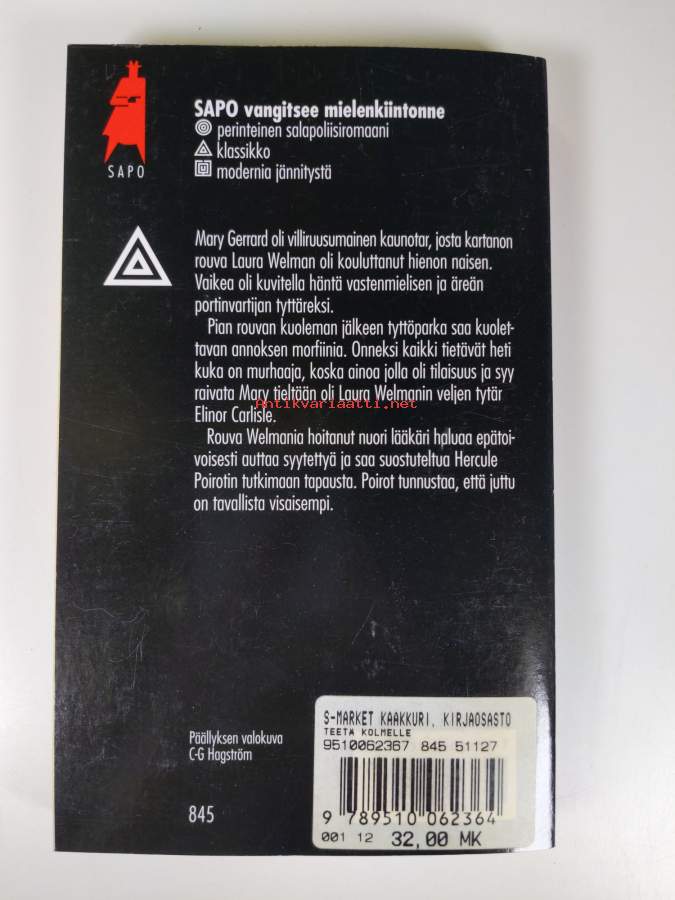 SAPO vangitsee mielenkiintonne
perinteinen salapoliisiromaani
klassikko
modernia jännitystä
SAPO
Mary Gerrard oli villiruusumainen kaunotar, josta kartanon
rouva Laura Welman oli kouluttanut hienon naisen.
Vaikea oli kuvitella häntä vastenmielisen ja äreän
portinvartijan tyttäreksi.
Pian rouvan kuoleman jälkeen tyttöparka saa kuolet-
tavan annoksen morfiinia. Onneksi kaikki tietävät heti
kuka on murhaaja, koska ainoa jolla oli tilaisuus ja syy
raivata Mary tieltään oli Laura Welmanin veljen tytär
Antikvariaatti.net
Elinor Carlisle.
Rouva Welmania hoitanut nuori lääkäri haluaa epätoi-
voisesti auttaa syytettyä ja saa suostuteltua Hercule
Poirotin tutkimaan tapausta. Poirot tunnustaa, että juttu
on tavallista visaisempi.
Päällyksen valokuva
C-G Hagström
845
S-MARKET KAAKKURI, KIRJAOSASTO
TEETÄ KOLMELLE
9510062367 845 51127
9 789510 062364
001 12 32,00 MK